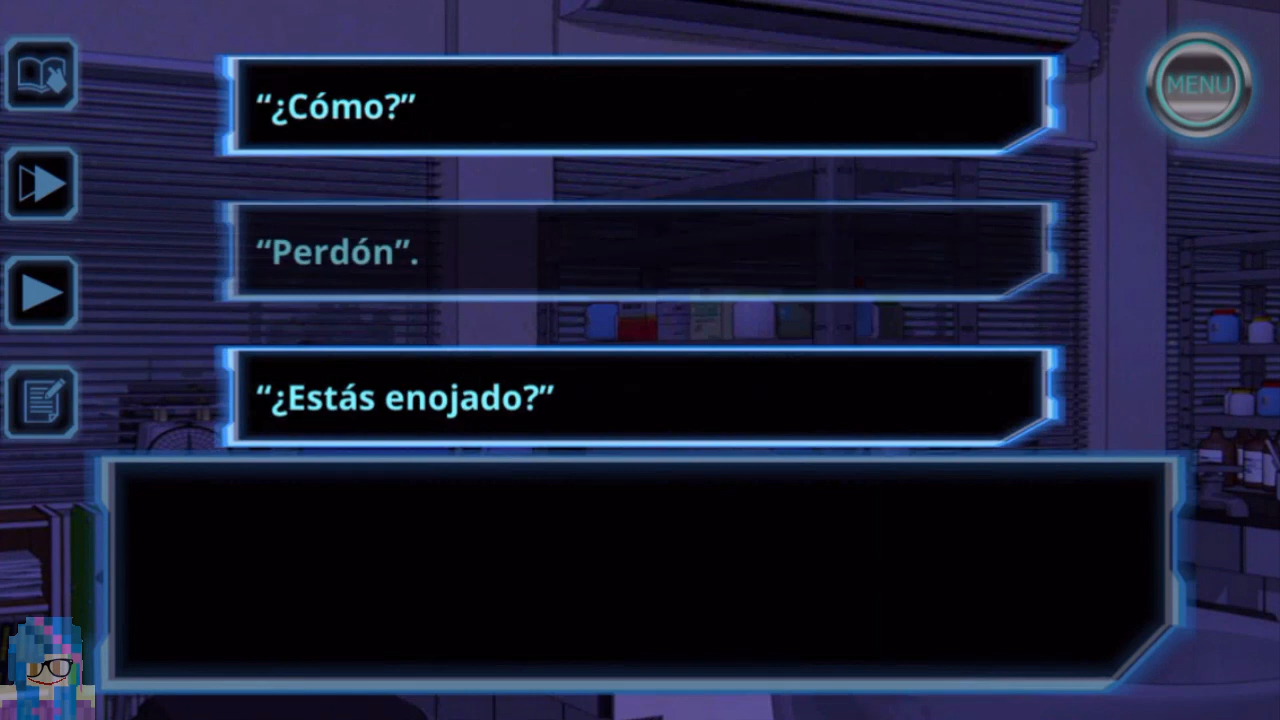 “¿Cómo?”
MENU
“Perdón”.
“¿Estás enojado?”